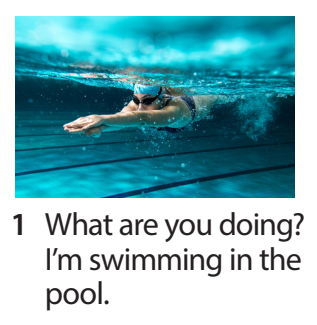 1 What are you doing?
I'm swimming in the
pool.